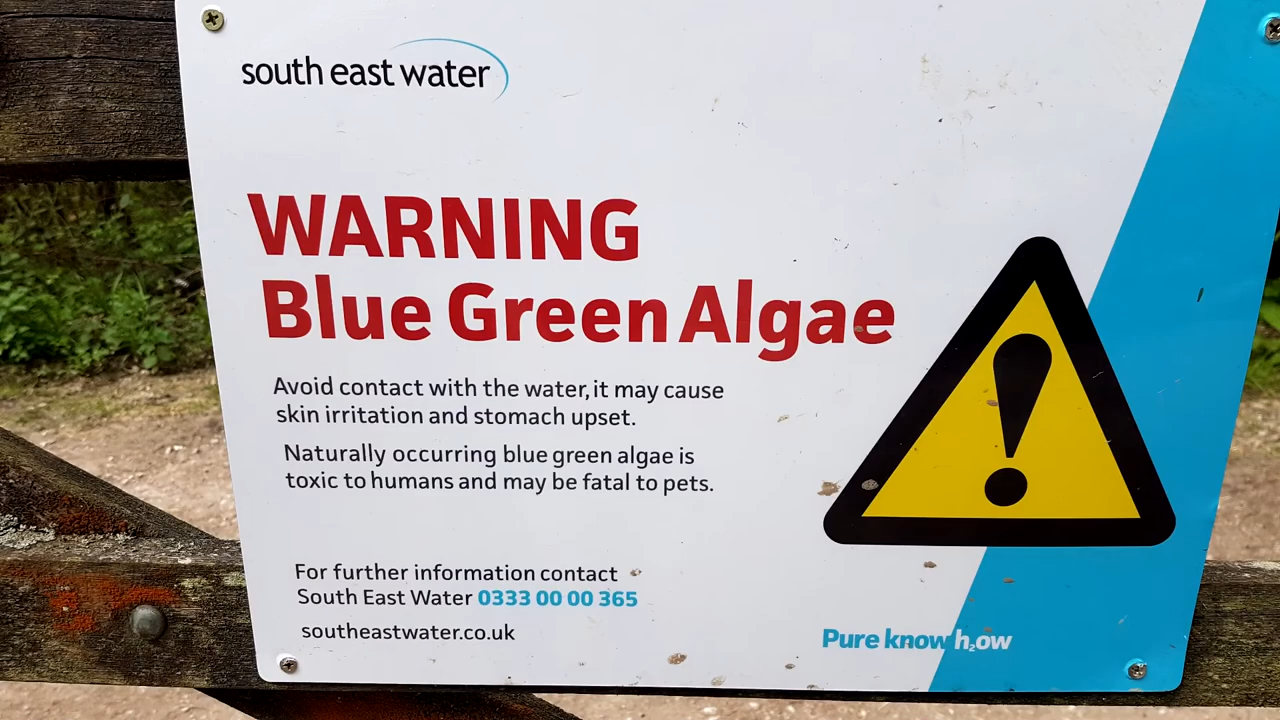 south east water
WARNING
Blue Green Algae
Avoid contact with the water, it may cause
skin irritation and stomach upset.
Naturally occurring blue green algae is
toxic to humans and may be fatal to pets.
For further information contact
South East Water 0333 00 00 365
southeastwater.co.uk
Pure know h₂ow